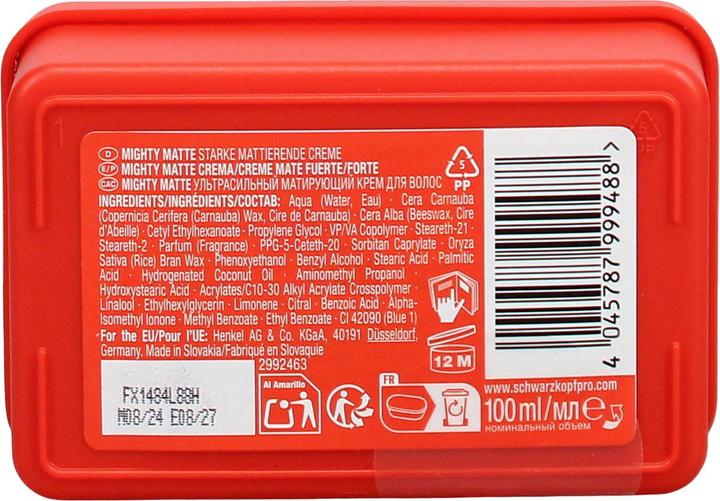 1
5
PP
D MIGHTY MATTE STARKE MATTIERENDE CREME
E/P MIGHTY MATTE CREMA/CREME MATE FUERTE/FORTE
CAC MIGHTY MATTE УЛЬТРАСИЛЬНЫЙ МАТИРУЮЩИЙ КРЕМ ДЛЯ ВОЛОС
INGREDIENTS/INGRÉDIENTS/СОСТАВ: Aqua (Water, Eau) · Cera Carnauba
(Copernicia Cerifera (Carnauba) Wax, Cire de Carnauba) · Cera Alba (Beeswax, Cire
d'Abeille) · Cetyl Ethylhexanoate · Propylene Glycol · VP/VA Copolymer · Steareth-21 ·
Steareth-2 · Parfum (Fragrance) · PPG-5-Ceteth-20 · Sorbitan Caprylate · Oryza
Sativa (Rice) Bran Wax · Phenoxyethanol · Benzyl Alcohol · Stearic Acid · Palmitic
Acid · Hydrogenated Coconut Oil · Aminomethyl Propanol ·
Hydroxystearic Acid · Acrylates/C10-30 Alkyl Acrylate Crosspolymer ·
Linalool · Ethylhexylglycerin · Limonene · Citral · Benzoic Acid · Alpha-
Isomethyl Ionone · Methyl Benzoate · Ethyl Benzoate · CI 42090 (Blue 1)
For the EU/Pour l'UE: Henkel AG & Co. KGaA, 40191 Düsseldorf,
Germany. Made in Slovakia/Fabriqué en Slovaquie
2992463
5
PP
12 M
4 045787 999488 >
FX1484L88H
M08/24 E08/27
Al Amarillo
FR
www.schwarzkopfpro.com
100 ml/мл e
номинальный объем